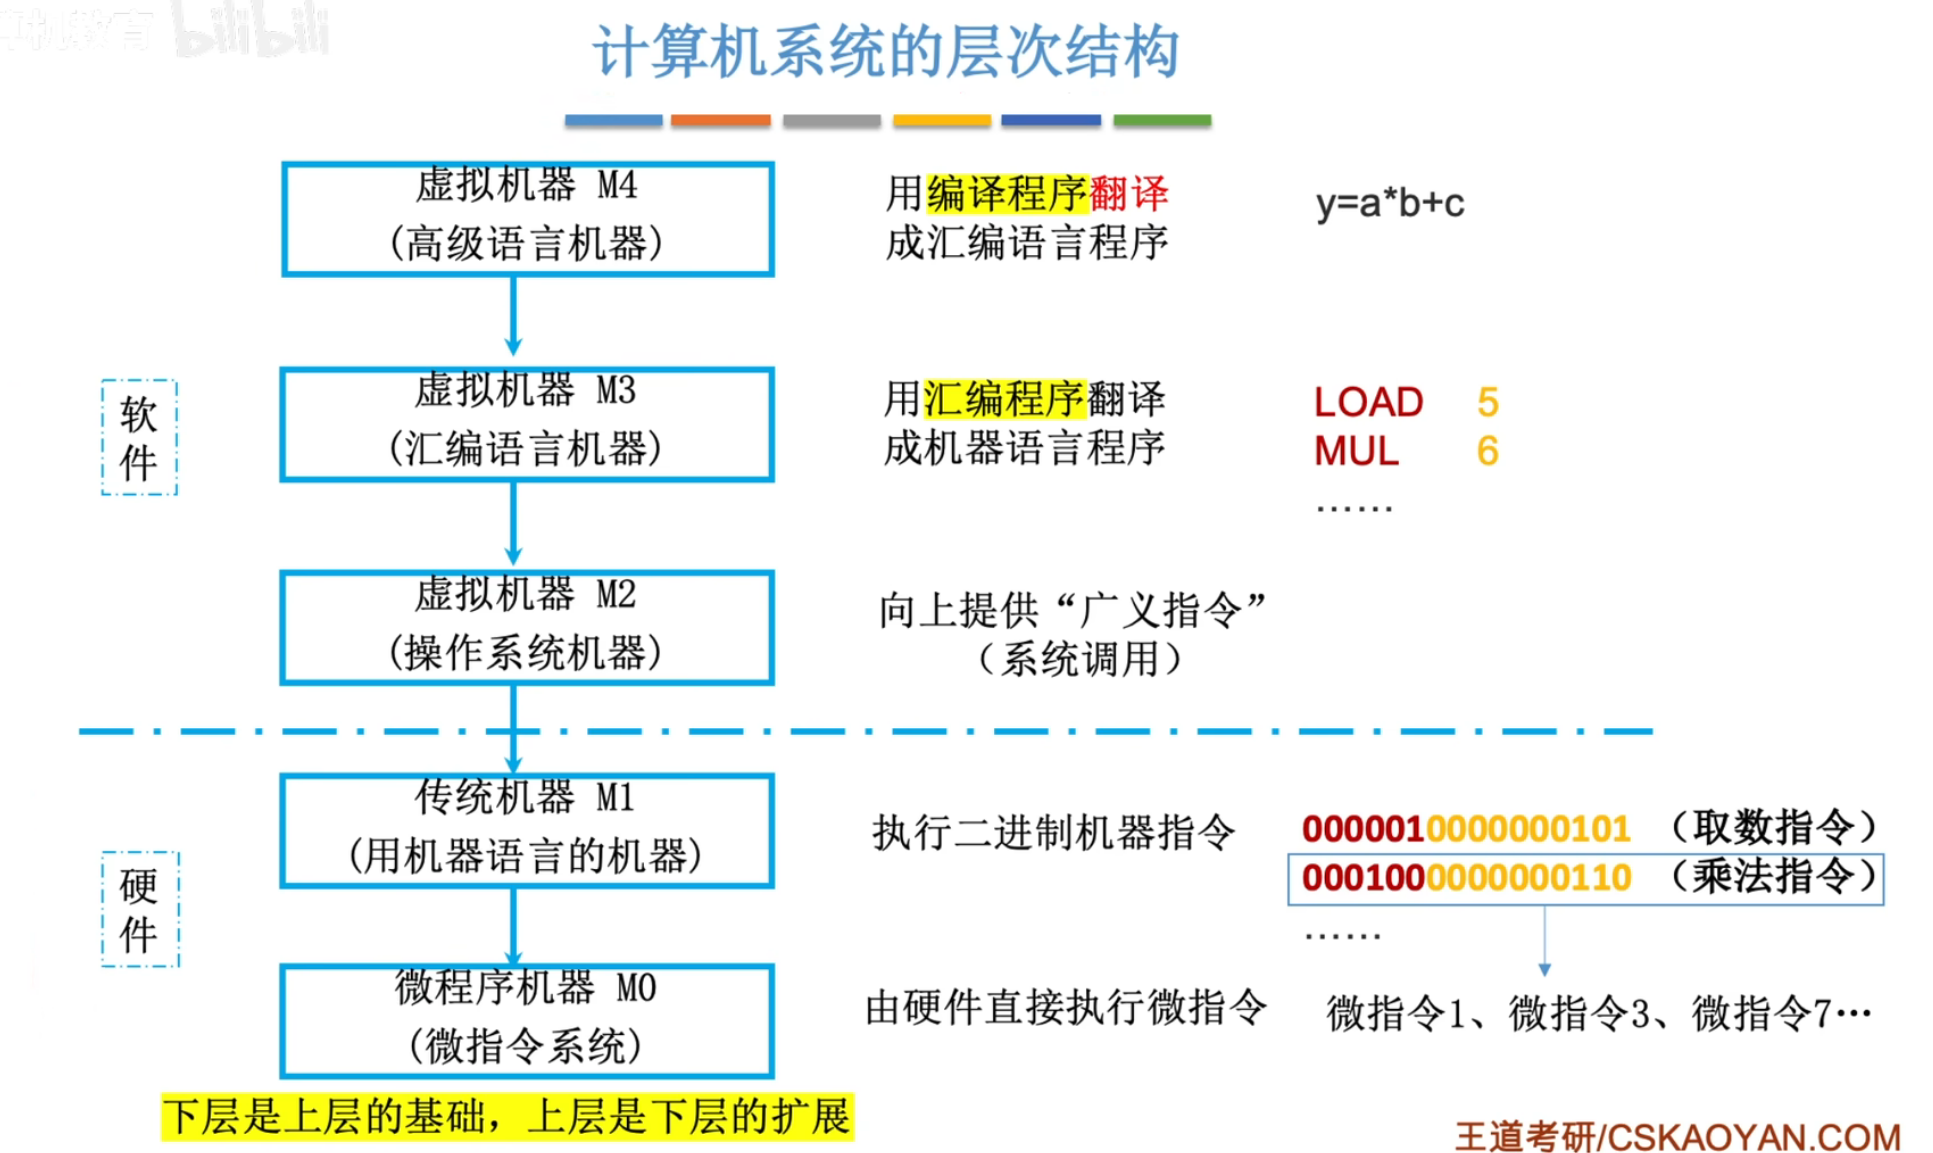 机教育 bilibili
计算机系统的层次结构
虚拟机器 M4
(高级语言机器)
用编译程序翻译
成汇编语言程序
y=a*b+c
软
件
虚拟机器 M3
(汇编语言机器)
用汇编程序翻译
成机器语言程序
LOAD 5
MUL 6
……
虚拟机器 M2
(操作系统机器)
向上提供“广义指令”
（系统调用）
硬
件
传统机器 M1
(用机器语言的机器)
执行二进制机器指令
0000010000000101 （取数指令）
0001000000000110 （乘法指令）
……
微程序机器 M0
(微指令系统)
由硬件直接执行微指令
微指令1、微指令3、微指令7…
下层是上层的基础，上层是下层的扩展
王道考研/CSKAOYAN.COM